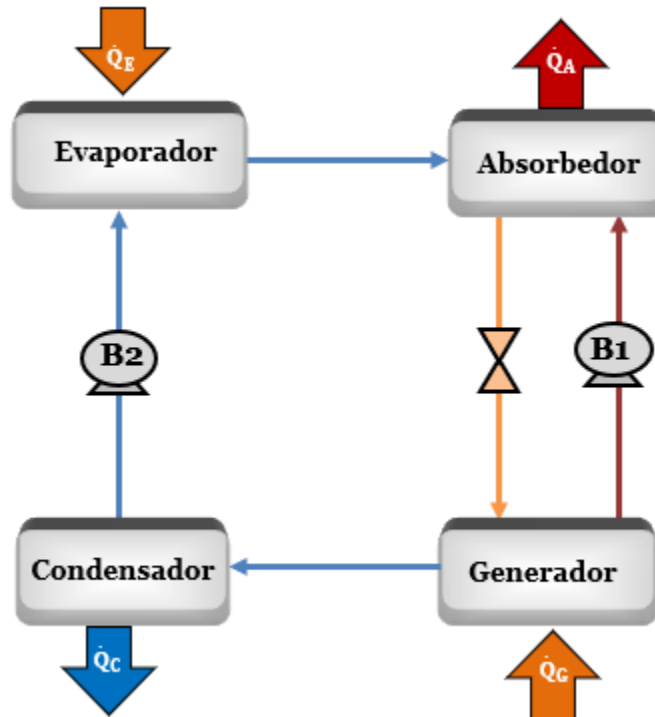 Q̇E
Q̇A
Evaporador
Absorbedor
B2
B1
Condensador
Generador
Q̇C
Q̇G